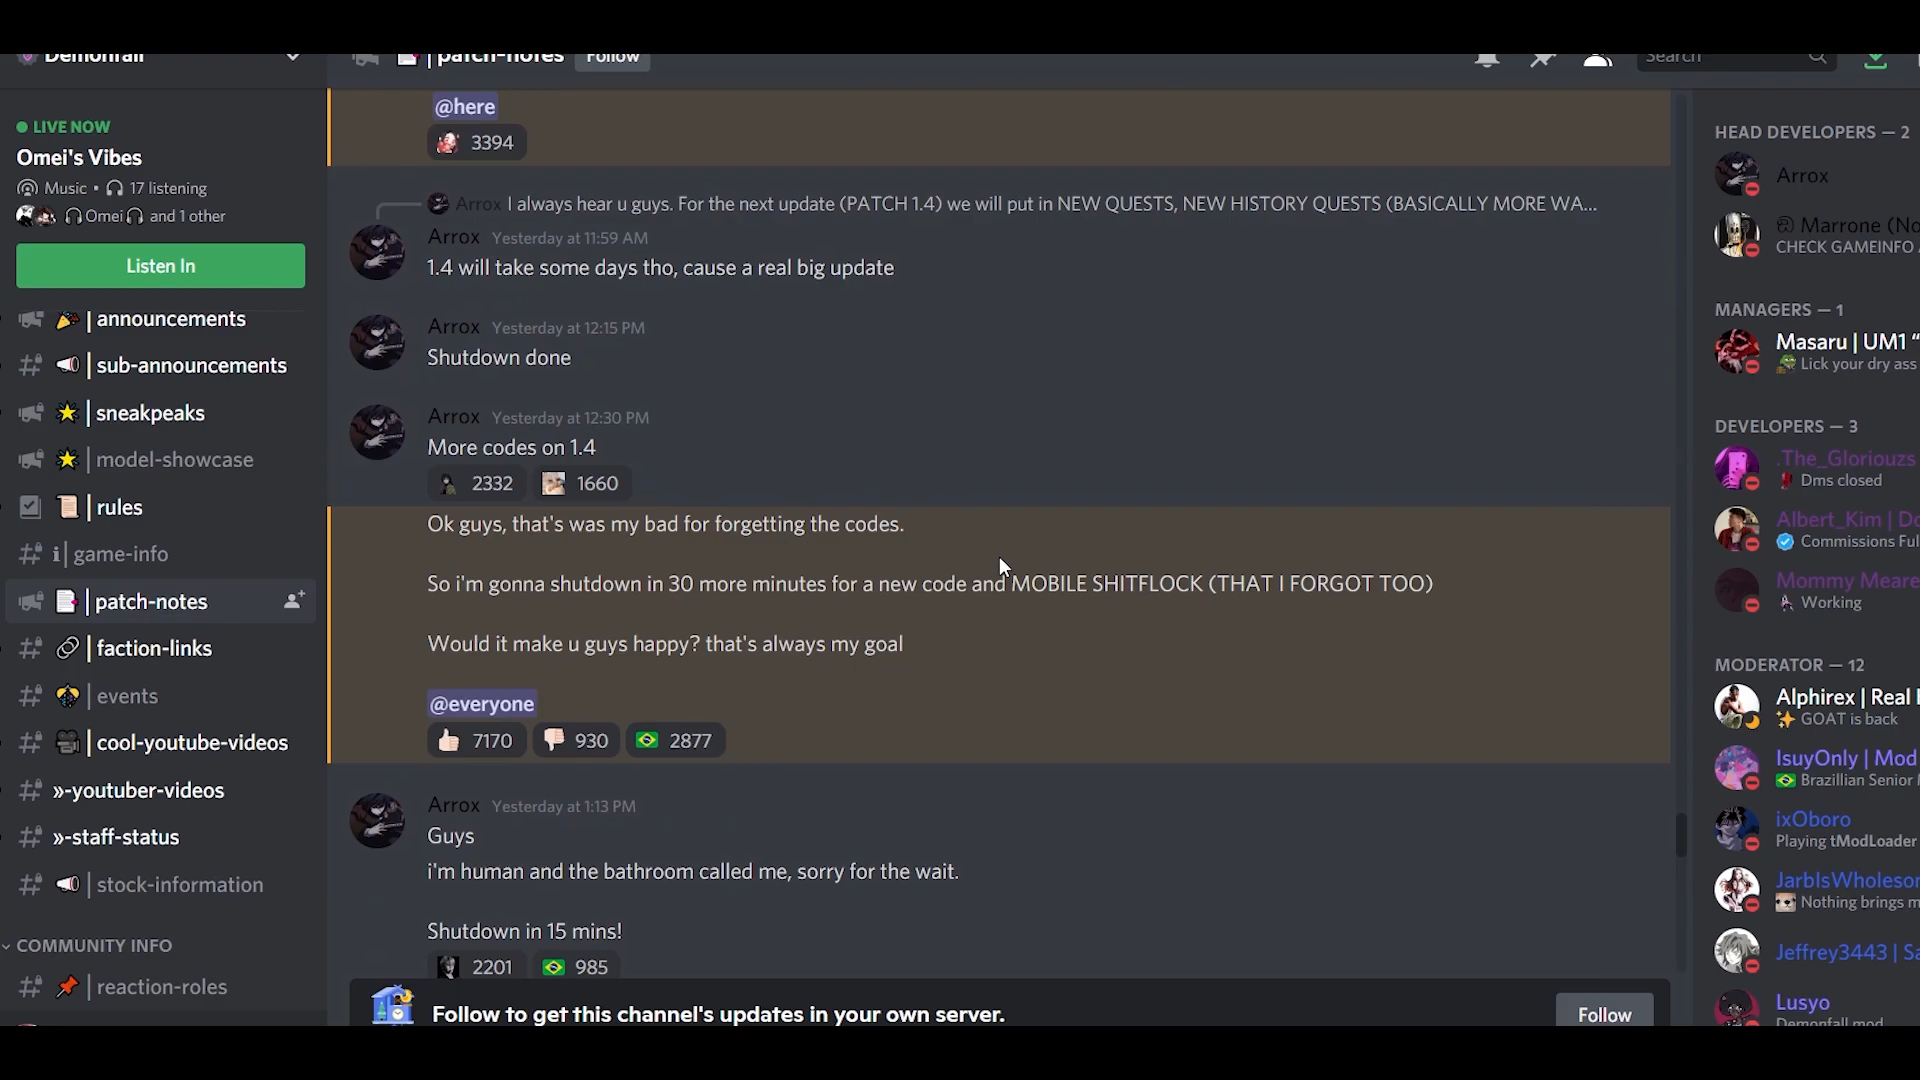 Demonfall
patch-notes
Follow
Search
LIVE NOW
Omei's Vibes
Music • 17 listening
Omei and 1 other
Listen In
announcements
sub-announcements
sneakpeaks
model-showcase
rules
game-info
patch-notes
faction-links
events
cool-youtube-videos
»-youtuber-videos
»-staff-status
stock-information
COMMUNITY INFO
reaction-roles
@here
3394
Arrox I always hear u guys. For the next update (PATCH 1.4) we will put in NEW QUESTS, NEW HISTORY QUESTS (BASICALLY MORE WA...
Arrox Yesterday at 11:59 AM
1.4 will take some days tho, cause a real big update
Arrox Yesterday at 12:15 PM
Shutdown done
Arrox Yesterday at 12:30 PM
More codes on 1.4
2332 1660
Ok guys, that's was my bad for forgetting the codes.
So i'm gonna shutdown in 30 more minutes for a new code and MOBILE SHITFLOCK (THAT I FORGOT TOO)
Would it make u guys happy? that's always my goal
@everyone
7170 930 2877
Arrox Yesterday at 1:13 PM
Guys
i'm human and the bathroom called me, sorry for the wait.
Shutdown in 15 mins!
2201 985
Follow to get this channel's updates in your own server.
Follow
HEAD DEVELOPERS — 2
Arrox
Marrone (No
CHECK GAMEINFO
MANAGERS — 1
Masaru | UM1 “
Lick your dry ass
DEVELOPERS — 3
.The_Gloriouzs
Dms closed
Albert_Kim | Do
Commissions Ful
Mommy Meare
Working
MODERATOR — 12
Alphirex | Real
GOAT is back
IsuyOnly | Mod
Brazillian Senior
ixOboro
Playing tModLoader
JarbIsWholesor
Nothing brings m
Jeffrey3443 | Sa
Lusyo
Demonfall mod